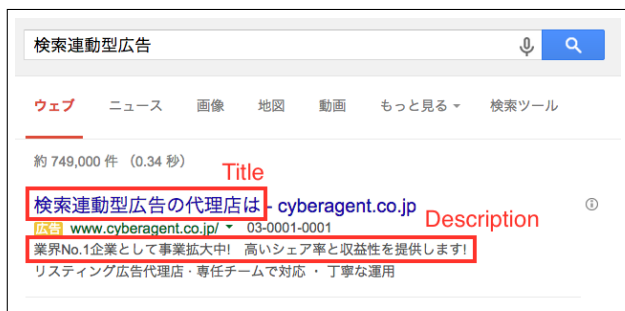 検索連動型広告
ウェブ ニュース 画像 地図 動画 もっと見る 検索ツール
約 749,000 件 (0.34 秒)
Title
検索連動型広告の代理店は - cyberagent.co.jp
Description
広告 www.cyberagent.co.jp/ 03-0001-0001
業界No.1企業として事業拡大中! 高いシェア率と収益性を提供します!
リスティング広告代理店・専任チームで対応 ・ 丁寧な運用